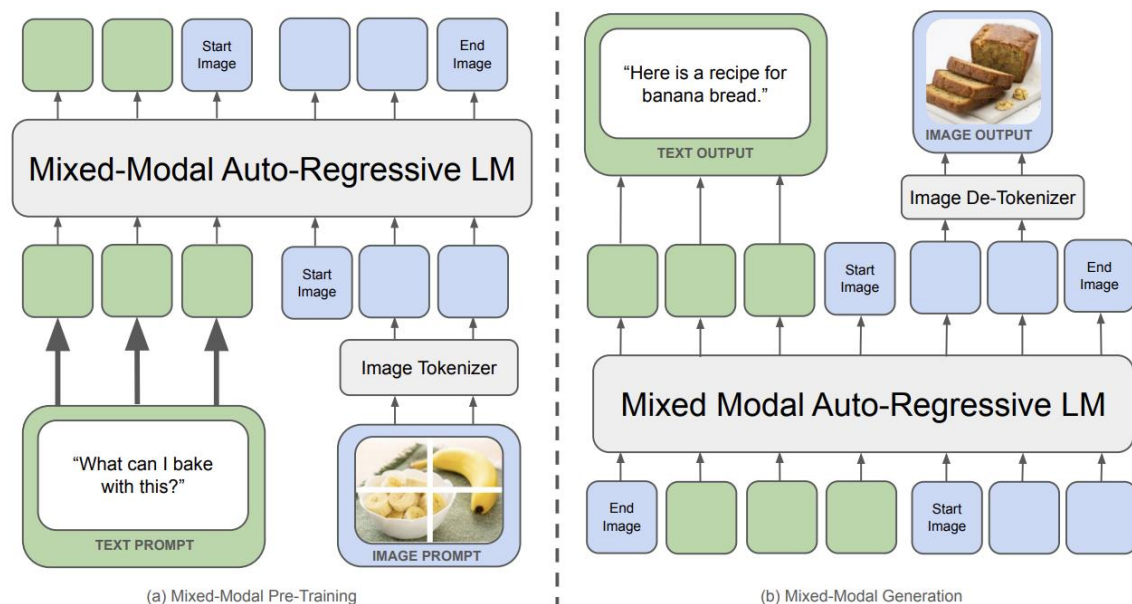 Start
Image
End
Image
Mixed-Modal Auto-Regressive LM
Start
Image
Image Tokenizer
“What can I bake
with this?”
TEXT PROMPT
IMAGE PROMPT
(a) Mixed-Modal Pre-Training
“Here is a recipe for
banana bread.”
TEXT OUTPUT
IMAGE OUTPUT
Image De-Tokenizer
Start
Image
End
Image
Mixed Modal Auto-Regressive LM
End
Image
Start
Image
(b) Mixed-Modal Generation